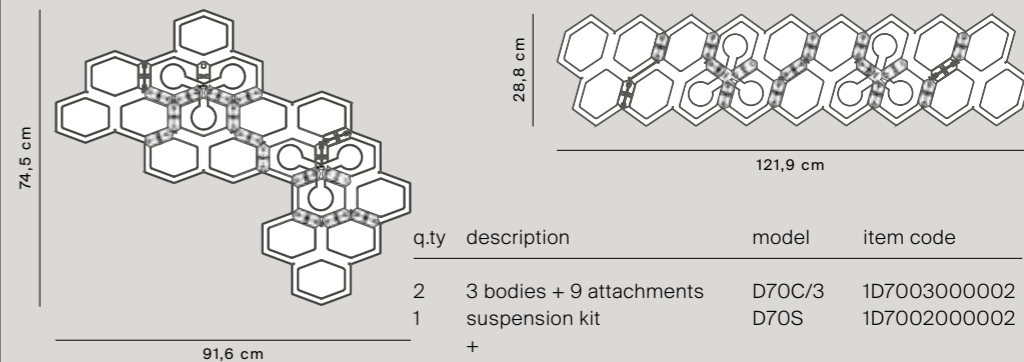 74,5 cm
91,6 cm
28,8 cm
121,9 cm
q.ty description model item code
2 3 bodies + 9 attachments D70C/3 1D7003000002
1 suspension kit D70S 1D7002000002
+